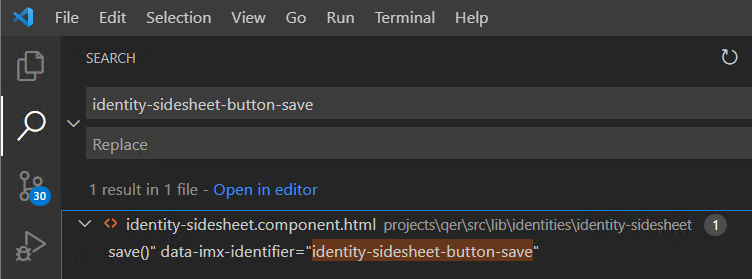 File Edit Selection View Go Run Terminal Help
SEARCH
identity-sidesheet-button-save
Replace
1 result in 1 file - Open in editor
30
<> identity-sidesheet.component.html projects\qer\src\lib\identities\identity-sidesheet 1
save()" data-imx-identifier="identity-sidesheet-button-save"